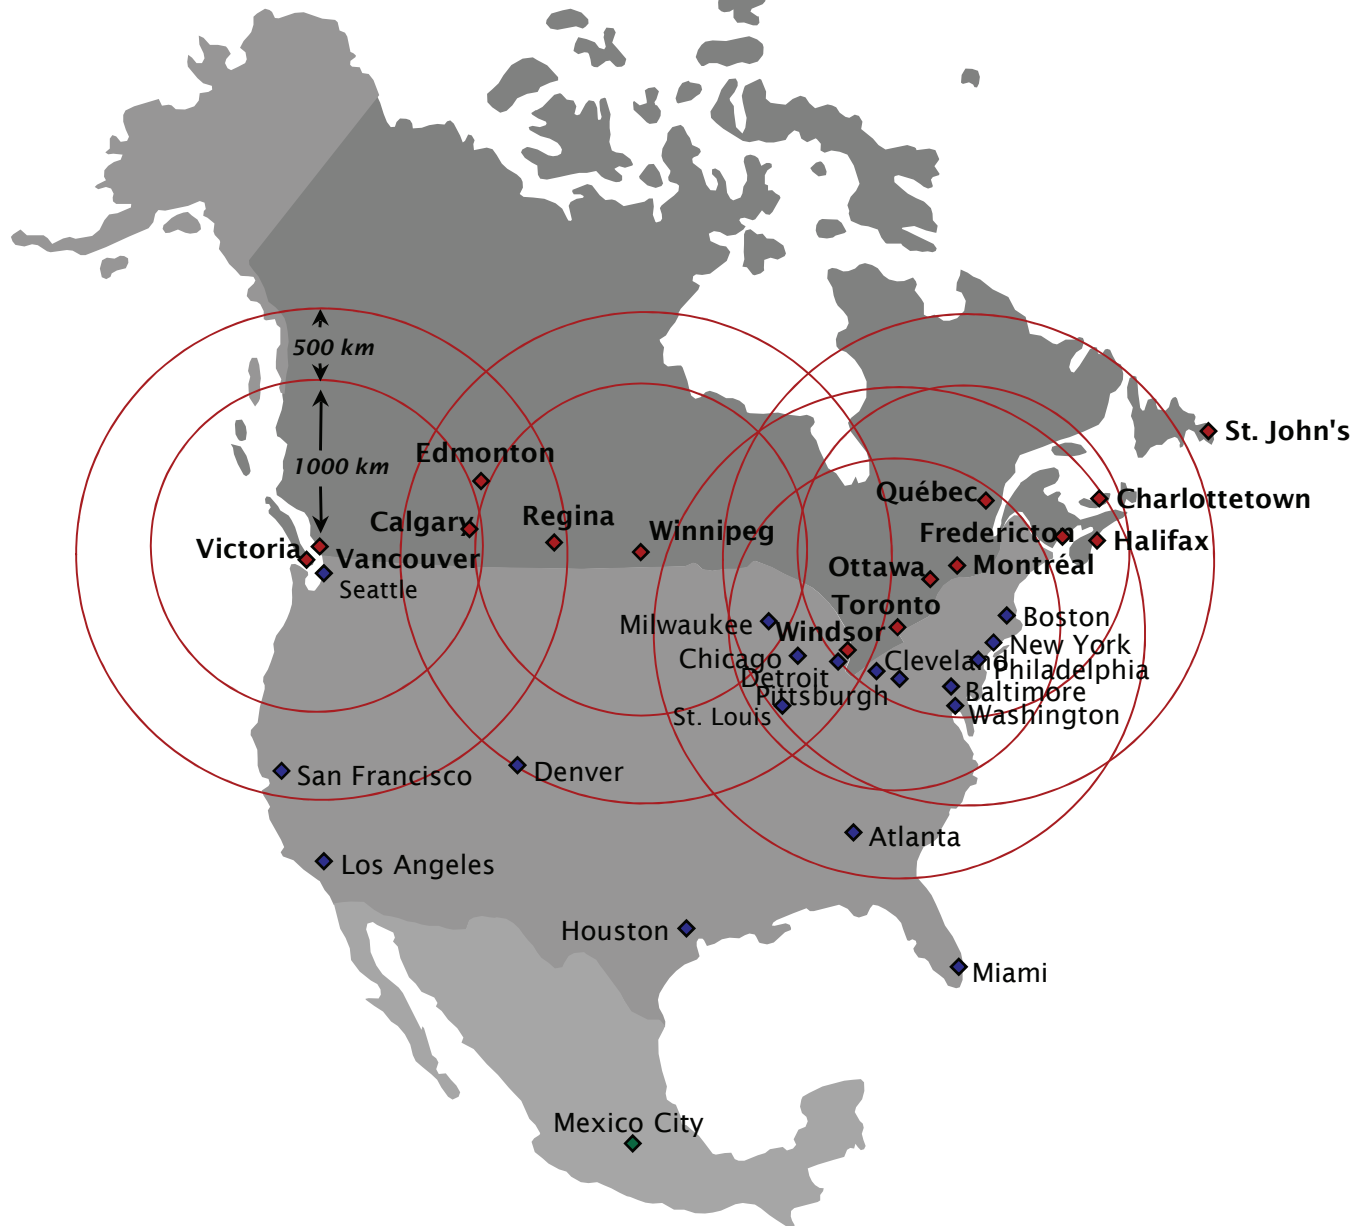 500 km
St. John's
Edmonton
1000 km
Québec
Charlottetown
Calgary
Regina
Winnipeg
Fredericton
Halifax
Victoria
Vancouver
Ottawa
Montréal
Seattle
Toronto
Milwaukee
Windsor
Boston
New York
Chicago
Cleveland
Philadelphia
Detroit
Pittsburgh
Baltimore
St. Louis
Washington
San Francisco
Denver
Atlanta
Los Angeles
Houston
Miami
Mexico City